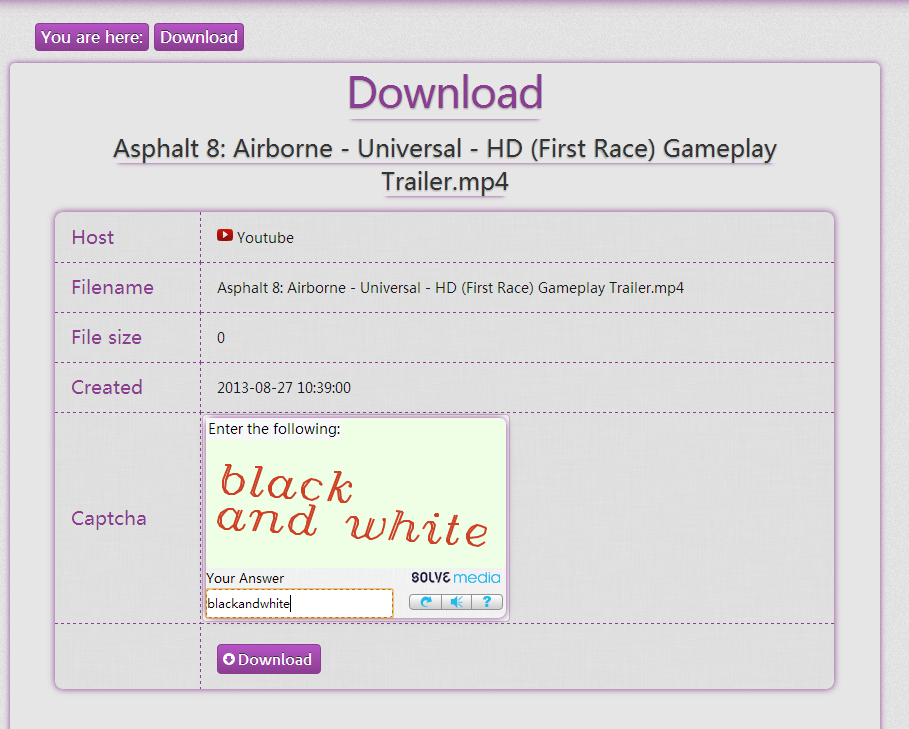 You are here: Download
Download
Asphalt 8: Airborne - Universal - HD (First Race) Gameplay
Trailer.mp4
Host Youtube
Filename Asphalt 8: Airborne - Universal - HD (First Race) Gameplay Trailer.mp4
File size 0
Created 2013-08-27 10:39:00
Enter the following:
black
and white
Captcha
Your Answer SOLVE media
blackandwhite ?
Download